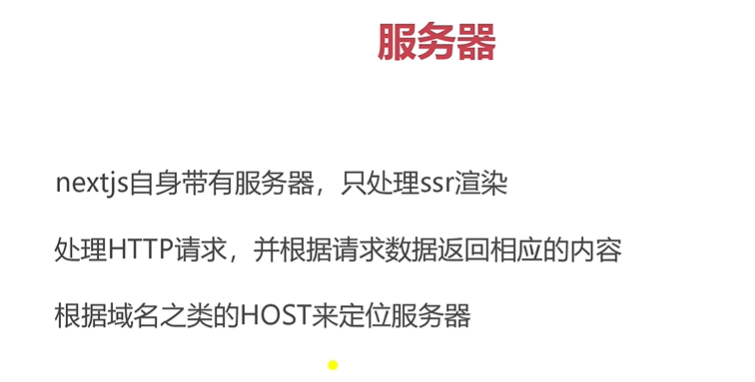 服务器
nextjs自身带有服务器，只处理ssr渲染
处理HTTP请求，并根据请求数据返回相应的内容
根据域名之类的HOST来定位服务器